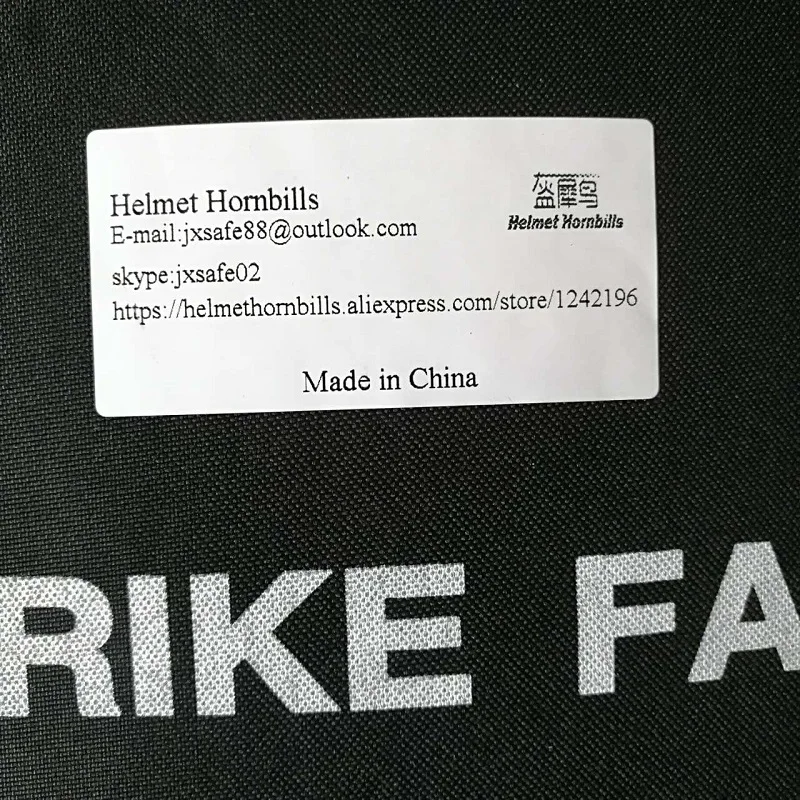 Helmet Hornbills
E-mail:jxsafe88@outlook.com
skype:jxsafe02
https://helmethornbills.aliexpress.com/store/1242196
盔犀鸟
Helmet Hornbills
Made in China
RIKE FA